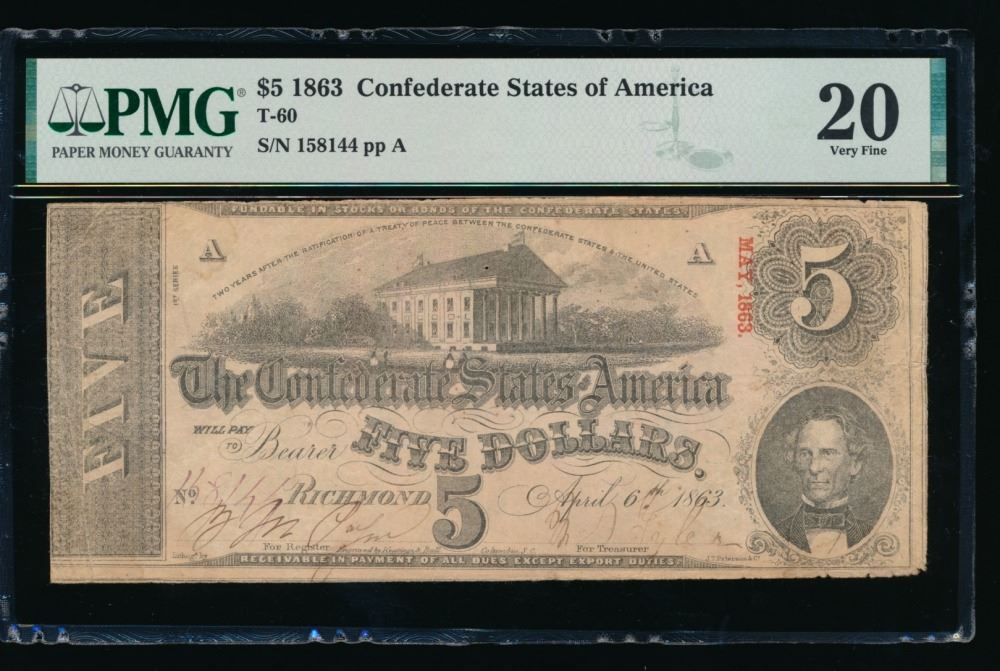 PMG®
PAPER MONEY GUARANTY
$5 1863 Confederate States of America
T-60
S/N 158144 pp A
20
Very Fine
FUNDABLE IN STOCKS OR BONDS OF THE CONFEDERATE STATES.
TWO YEARS AFTER THE RATIFICATION OF A TREATY OF PEACE BETWEEN THE CONFEDERATE STATES & THE UNITED STATES
A
A
1ST SERIES
MAY, 1863.
5
FIVE
The Confederate States of America
WILL PAY
TO Bearer
FIVE DOLLARS.
No
RICHMOND
5
April 6th 1863.
For Register
For Treasurer
Columbia, S.C.
RECEIVABLE IN PAYMENT OF ALL DUES EXCEPT EXPORT DUTIES.